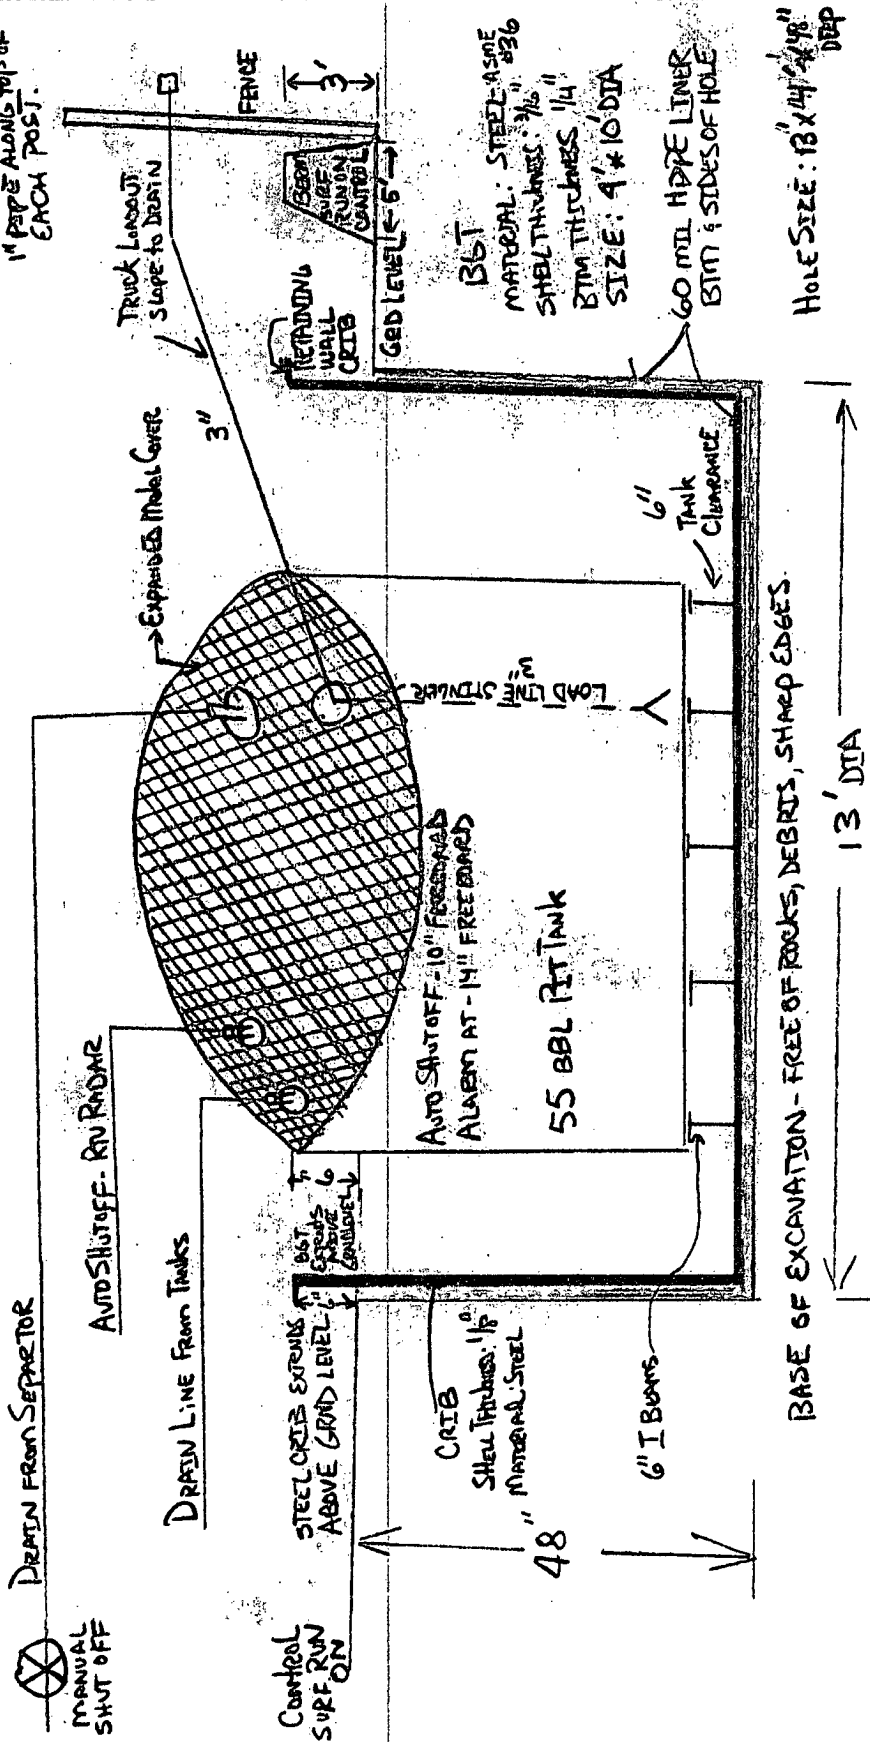 DRAIN FROM SEPARTOR
MANUAL
SHUT OFF
AUTOSHUTOFF - RTU RADAR
DRAIN LINE FROM TANKS
EXPANDED METAL COVER
3"
TRUCK LOADOUT
SLOPE to DRAIN
1" PIPE ALONG TOP OF
EACH POST.
FENCE
3'
BERM
SURF
RUN ON
CONTROL
5'
GRD LEVEL
RETAINING
WALL
CRIB
CONTROL
SURF RUN
ON
STEEL CRIB EXTENDS
ABOVE GRND LEVEL 6"
BGT
EXTENDS
ABOVE
GRND LEVEL
6"
AUTO SHUTOFF - 10" FREEBOARD
ALARM AT - 14" FREEBOARD
LOAD LINE STINGER
3"
55 BBL PIT TANK
CRIB
SHELL THICKNESS: 1/8"
MATERIAL: STEEL
6" I BEAMS
48"
6"
TANK
CLEARANCE
BGT
MATERIAL: STEEL-ASME
SHELL THICKNESS: 3/16"
BTM THICKNESS 1/4"
SIZE: 4' * 10' DIA
60 MIL HDPE LINER
BTM & SIDES OF HOLE
BASE OF EXCAVATION - FREE OF ROCKS, DEBRIS, SHARP EDGES.
13' DIA
HOLE SIZE:
DEEP